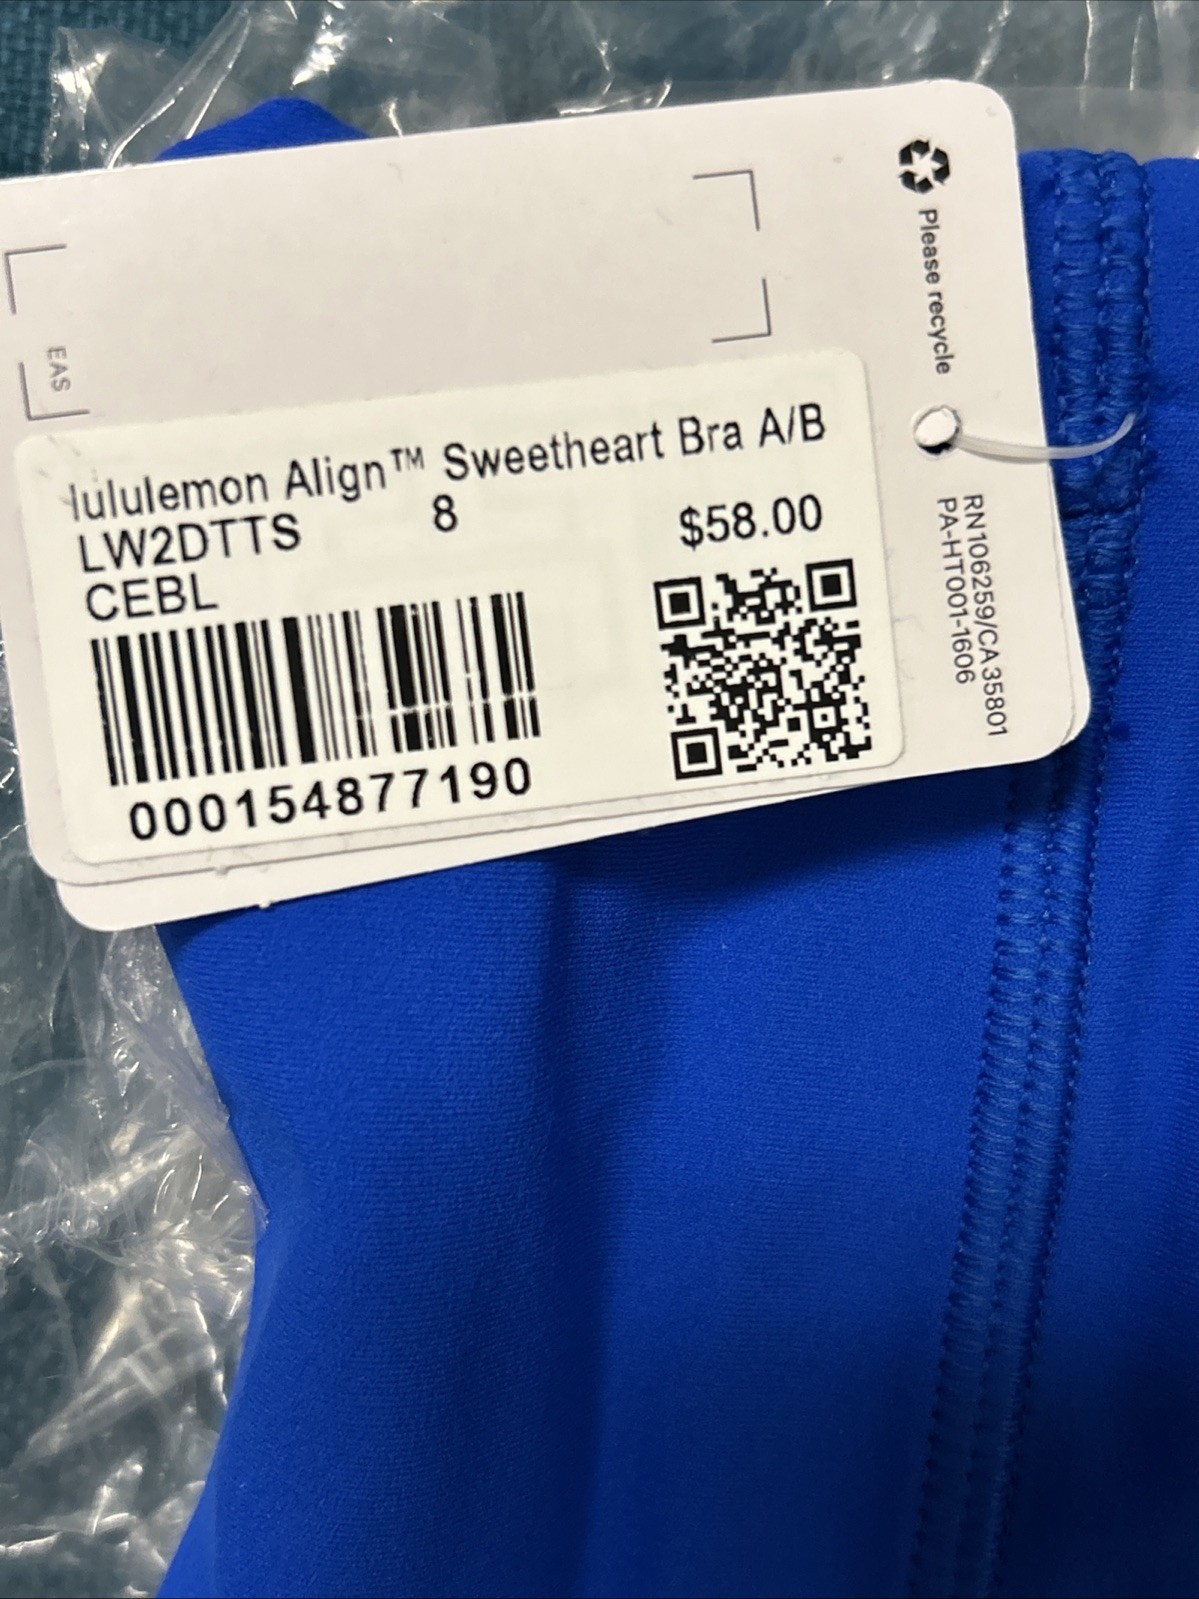 Please recycle
EAS
lululemon Align™ Sweetheart Bra A/B
LW2DTTS 8 $58.00
CEBL
000154877190
RN106259/CA35801
PA-HT001-1606